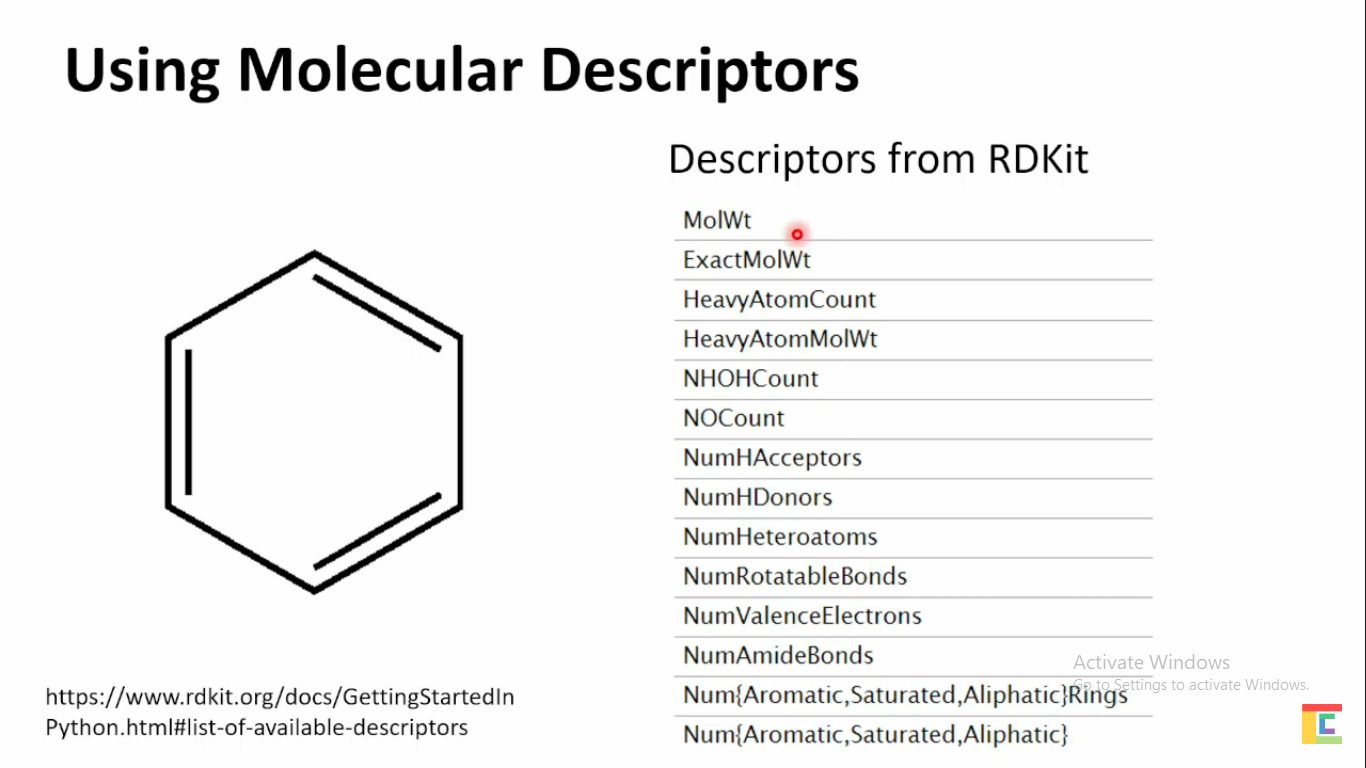 Using Molecular Descriptors
Descriptors from RDKit
MolWt
ExactMolWt
HeavyAtomCount
HeavyAtomMolWt
NHOHCount
NOCount
NumHAcceptors
NumHDonors
NumHeteroatoms
NumRotatableBonds
NumValenceElectrons
NumAmideBonds
Num{Aromatic,Saturated,Aliphatic}Rings
Num{Aromatic,Saturated,Aliphatic}
https://www.rdkit.org/docs/GettingStartedIn
Python.html#list-of-available-descriptors
Activate Windows
Go to Settings to activate Windows.